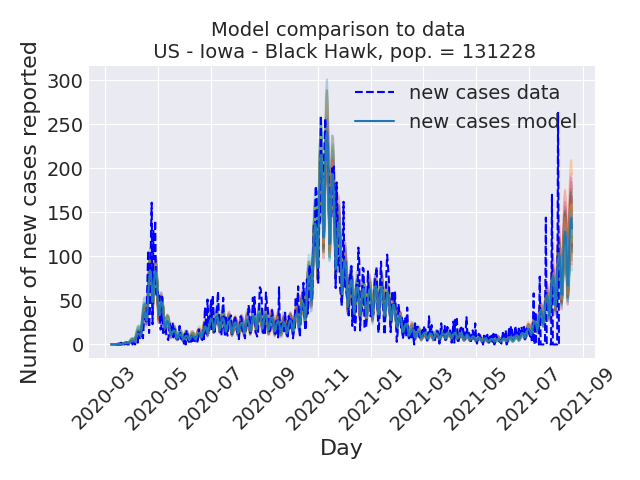 Model comparison to data
US - Iowa - Black Hawk, pop. = 131228
Number of new cases reported
300
250
200
150
100
50
0
new cases data
new cases model
2020-03
2020-05
2020-07
2020-09
2020-11
2021-01
2021-03
2021-05
2021-07
2021-09
Day